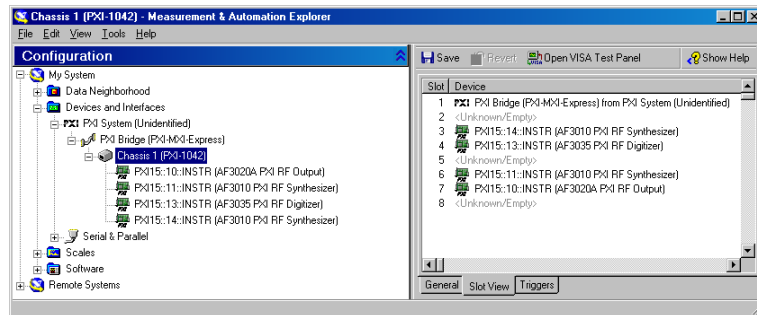 Chassis 1 (PXI-1042) - Measurement & Automation Explorer
File Edit View Tools Help
Configuration
My System
Data Neighborhood
Devices and Interfaces
PXI PXI System (Unidentified)
PXI Bridge (PXI-MXI-Express)
Chassis 1 (PXI-1042)
PXI15::10::INSTR (AF3020A PXI RF Output)
PXI15::11::INSTR (AF3010 PXI RF Synthesizer)
PXI15::13::INSTR (AF3035 PXI RF Digitizer)
PXI15::14::INSTR (AF3010 PXI RF Synthesizer)
Serial & Parallel
Scales
Software
Remote Systems
Save Revert Open VISA Test Panel Show Help
Slot Device
1 PXI PXI Bridge (PXI-MXI-Express) from PXI System (Unidentified)
2 <Unknown/Empty>
3 PXI15::14::INSTR (AF3010 PXI RF Synthesizer)
4 PXI15::13::INSTR (AF3035 PXI RF Digitizer)
5 <Unknown/Empty>
6 PXI15::11::INSTR (AF3010 PXI RF Synthesizer)
7 PXI15::10::INSTR (AF3020A PXI RF Output)
8 <Unknown/Empty>
General Slot View Triggers